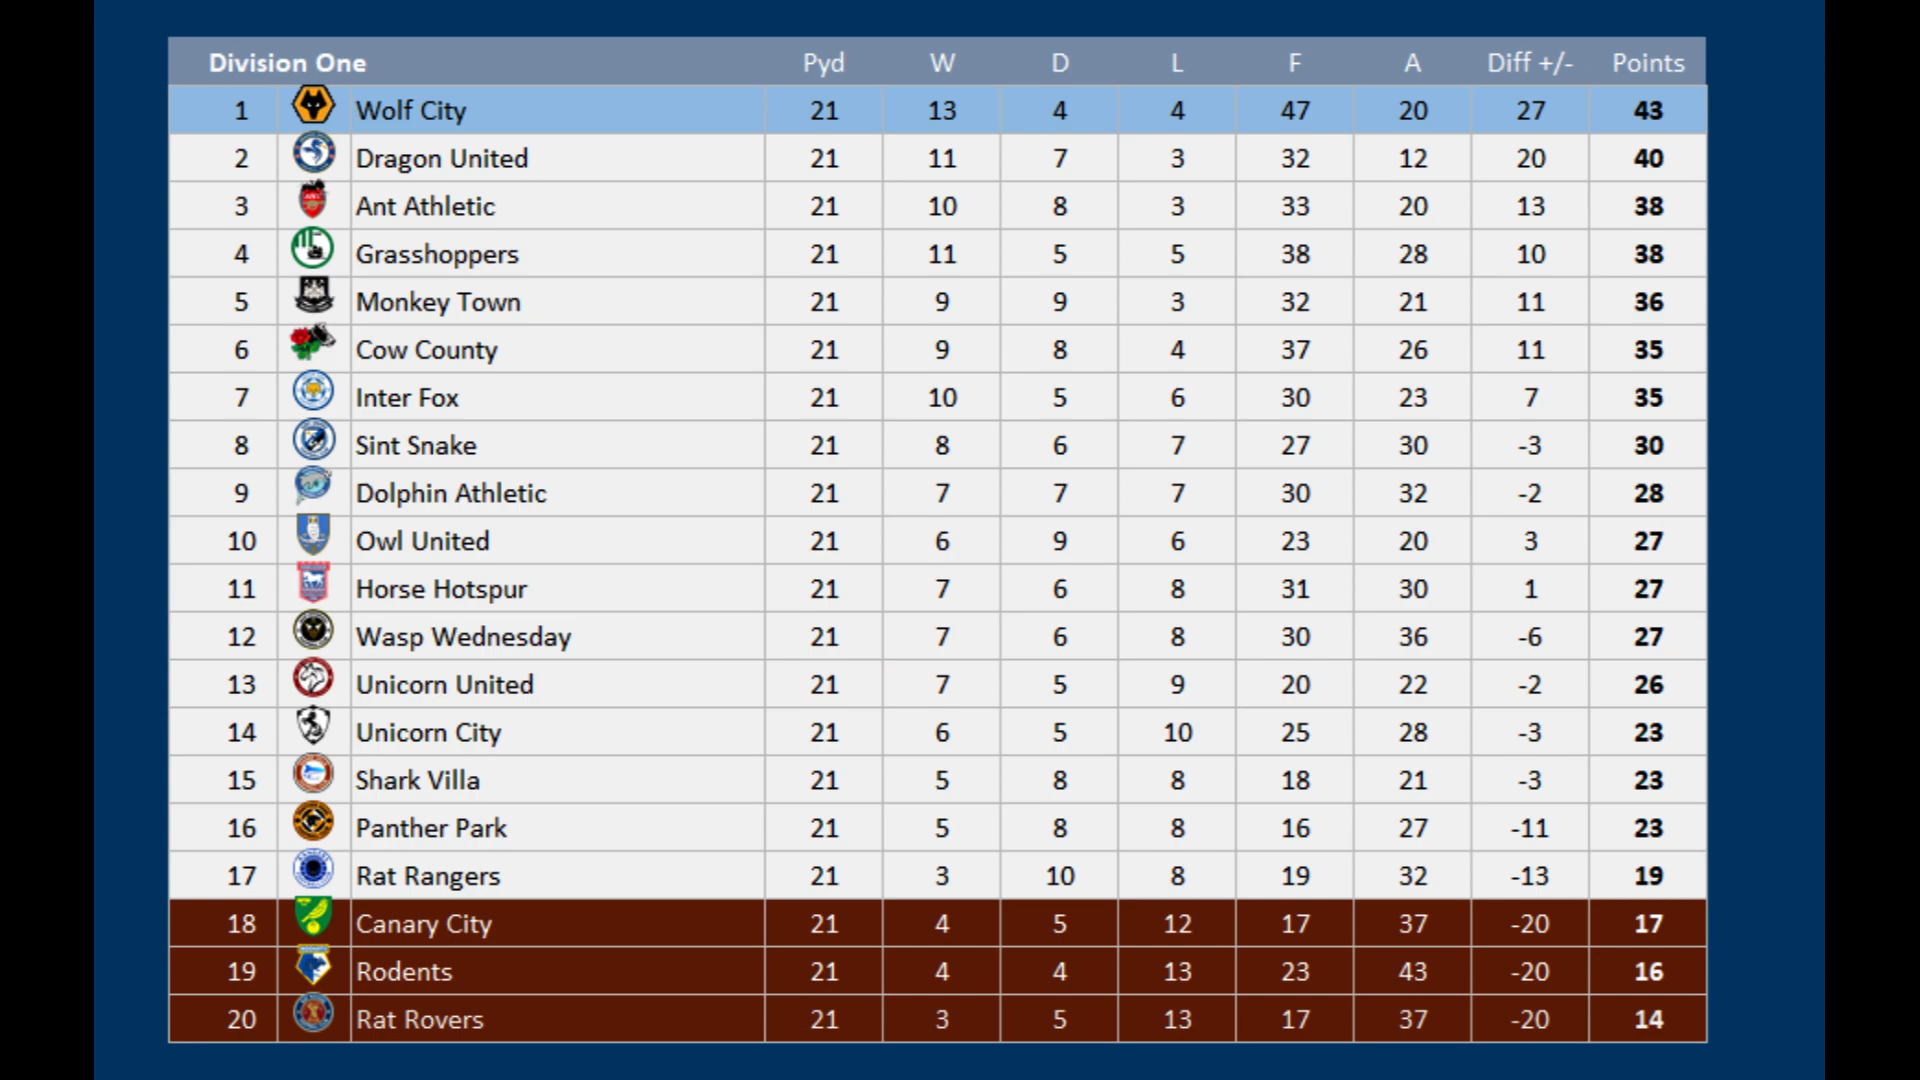 Division One Pyd W D L F A Diff +/- Points
1 Wolf City 21 13 4 4 47 20 27 43
2 Dragon United 21 11 7 3 32 12 20 40
3 Ant Athletic 21 10 8 3 33 20 13 38
4 Grasshoppers 21 11 5 5 38 28 10 38
5 Monkey Town 21 9 9 3 32 21 11 36
6 Cow County 21 9 8 4 37 26 11 35
7 Inter Fox 21 10 5 6 30 23 7 35
8 Sint Snake 21 8 6 7 27 30 -3 30
9 Dolphin Athletic 21 7 7 7 30 32 -2 28
10 Owl United 21 6 9 6 23 20 3 27
11 Horse Hotspur 21 7 6 8 31 30 1 27
12 Wasp Wednesday 21 7 6 8 30 36 -6 27
13 Unicorn United 21 7 5 9 20 22 -2 26
14 Unicorn City 21 6 5 10 25 28 -3 23
15 Shark Villa 21 5 8 8 18 21 -3 23
16 Panther Park 21 5 8 8 16 27 -11 23
17 Rat Rangers 21 3 10 8 19 32 -13 19
18 Canary City 21 4 5 12 17 37 -20 17
19 Rodents 21 4 4 13 23 43 -20 16
20 Rat Rovers 21 3 5 13 17 37 -20 14